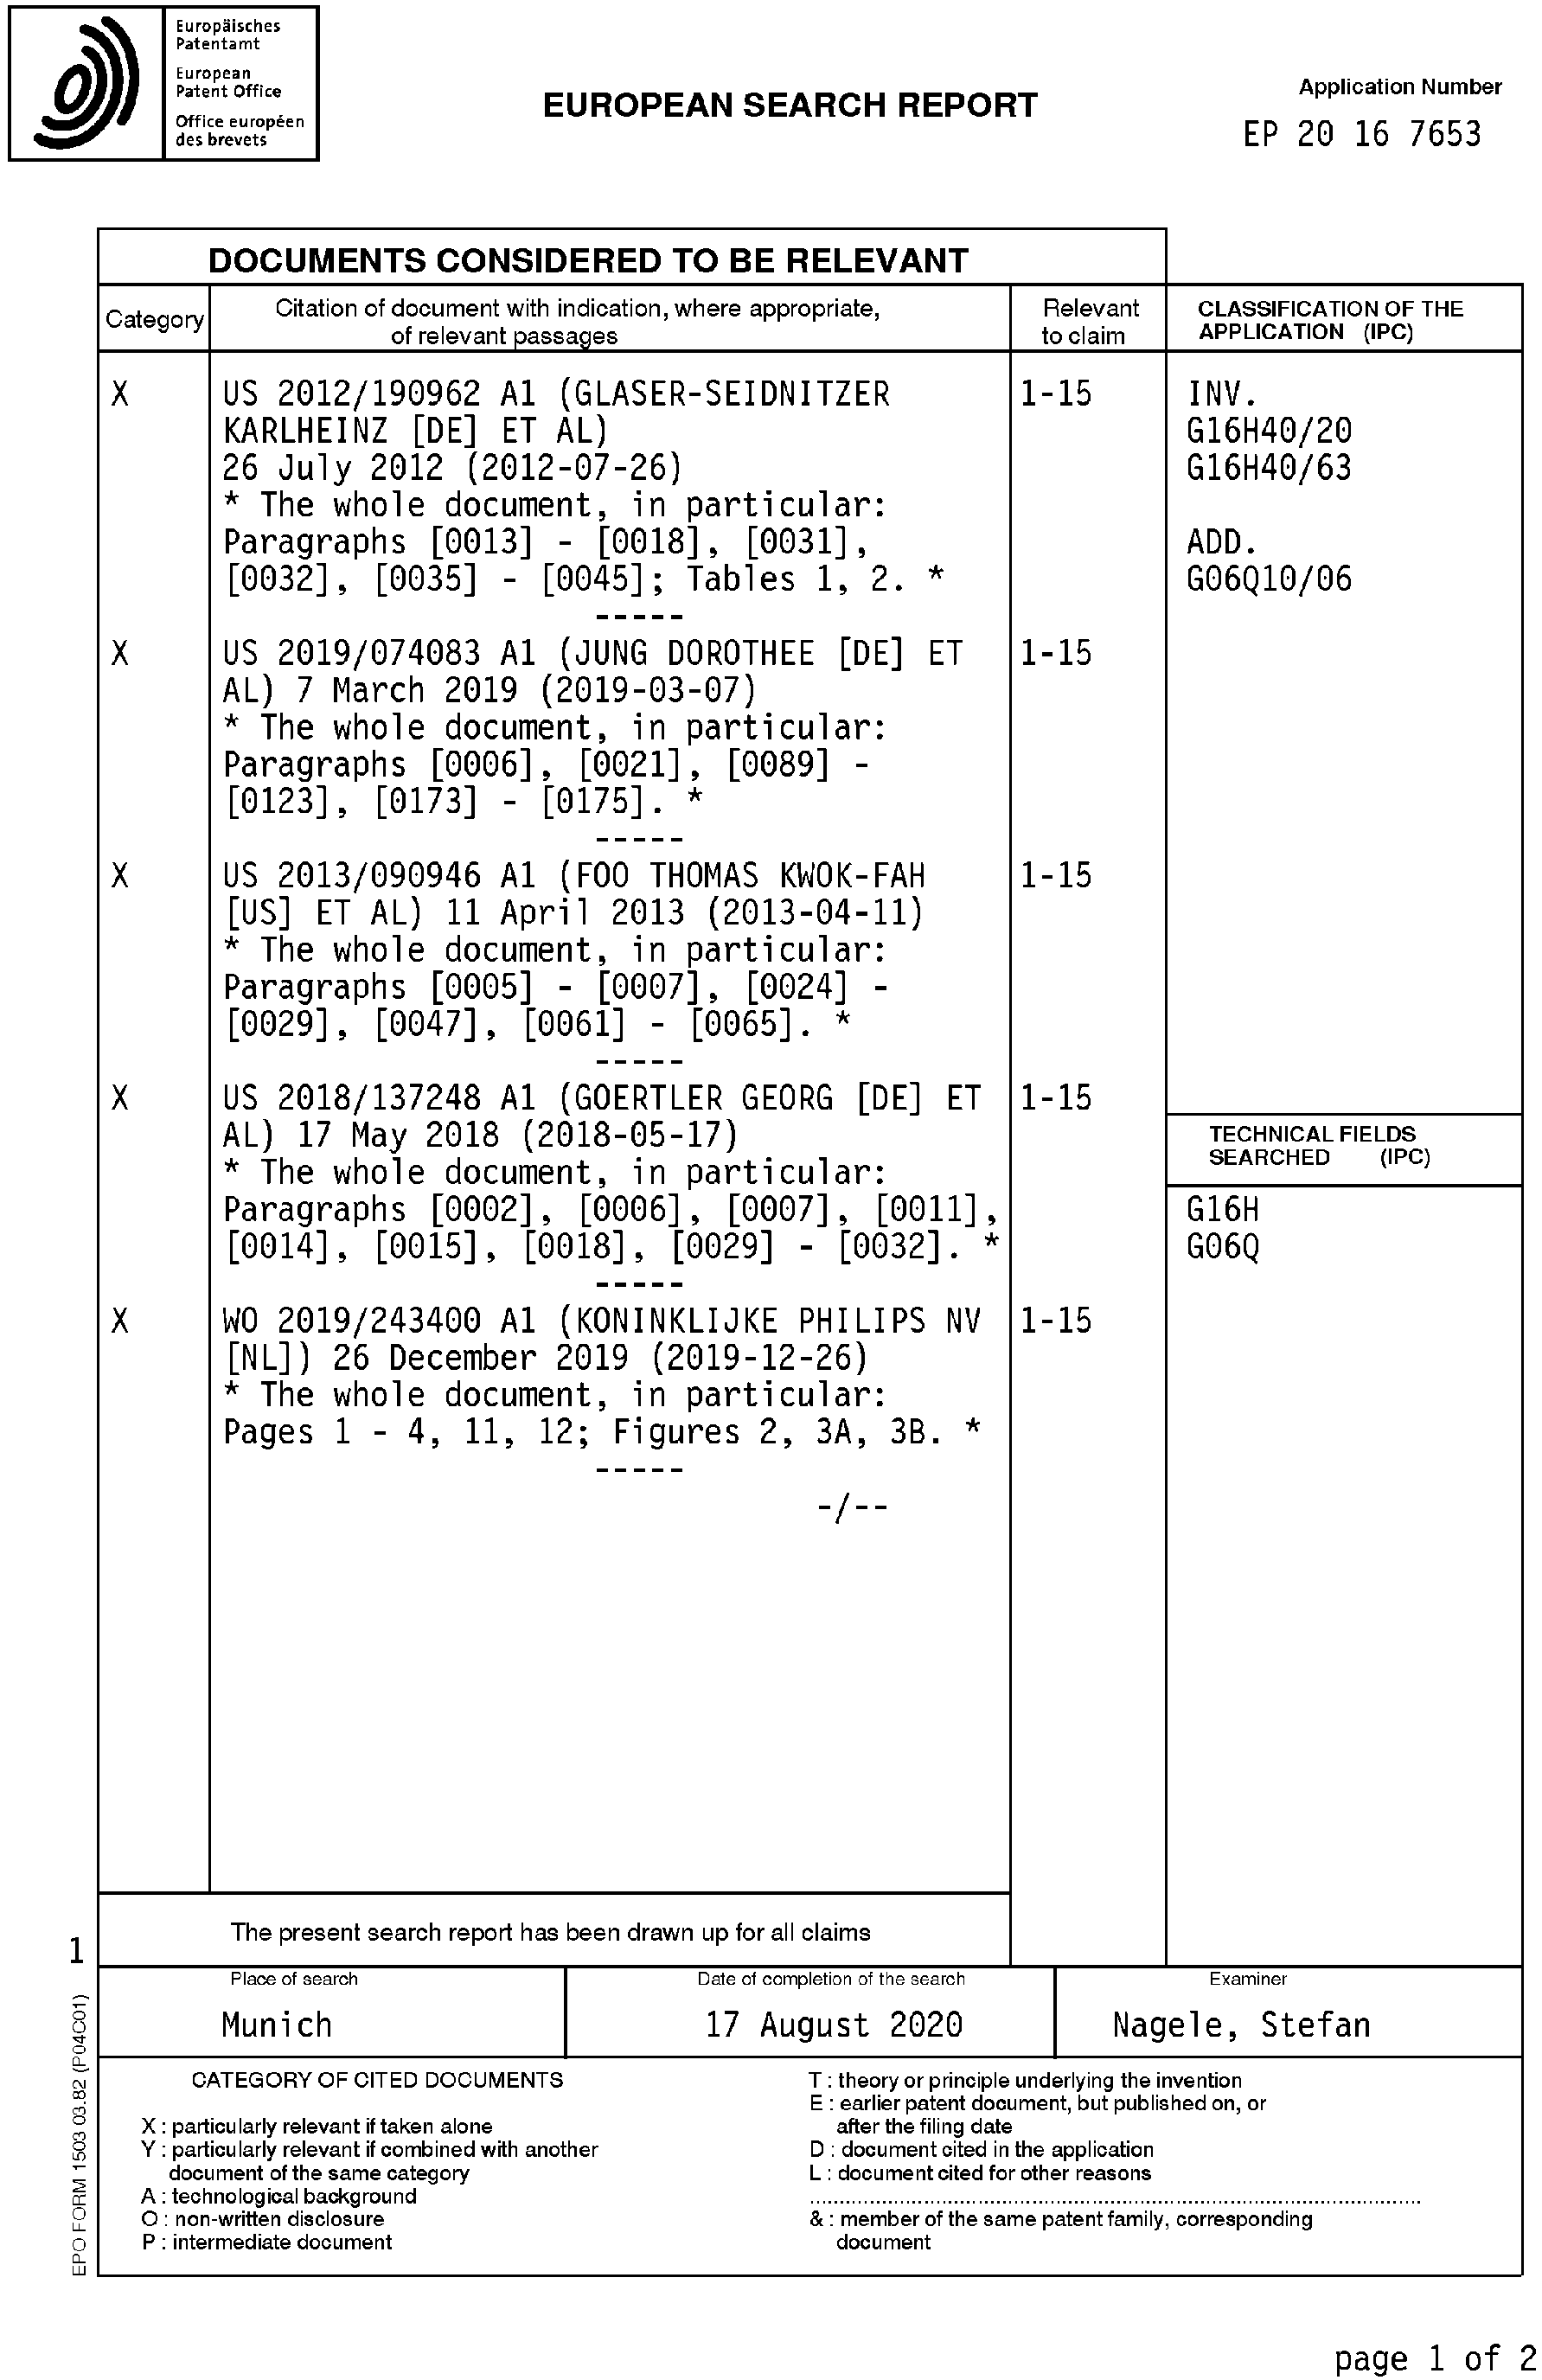 Europäisches
Patentamt
European
Patent Office
Office européen
des brevets
EUROPEAN SEARCH REPORT
Application Number
EP 20 16 7653
DOCUMENTS CONSIDERED TO BE RELEVANT
Category
Citation of document with indication, where appropriate,
of relevant passages
Relevant
to claim
CLASSIFICATION OF THE
APPLICATION (IPC)
X
US 2012/190962 A1 (GLASER-SEIDNITZER
KARLHEINZ [DE] ET AL)
26 July 2012 (2012-07-26)
* The whole document, in particular:
Paragraphs [0013] - [0018], [0031],
[0032], [0035] - [0045]; Tables 1, 2. *
-----
1-15
INV.
G16H40/20
G16H40/63
ADD.
G06Q10/06
X
US 2019/074083 A1 (JUNG DOROTHEE [DE] ET
AL) 7 March 2019 (2019-03-07)
* The whole document, in particular:
Paragraphs [0006], [0021], [0089] -
[0123], [0173] - [0175]. *
-----
1-15
X
US 2013/090946 A1 (FOO THOMAS KWOK-FAH
[US] ET AL) 11 April 2013 (2013-04-11)
* The whole document, in particular:
Paragraphs [0005] - [0007], [0024] -
[0029], [0047], [0061] - [0065]. *
-----
1-15
X
US 2018/137248 A1 (GOERTLER GEORG [DE] ET
AL) 17 May 2018 (2018-05-17)
* The whole document, in particular:
Paragraphs [0002], [0006], [0007], [0011],
[0014], [0015], [0018], [0029] - [0032]. *
-----
1-15
TECHNICAL FIELDS
SEARCHED (IPC)
G16H
G06Q
X
WO 2019/243400 A1 (KONINKLIJKE PHILIPS NV
[NL]) 26 December 2019 (2019-12-26)
* The whole document, in particular:
Pages 1 - 4, 11, 12; Figures 2, 3A, 3B. *
-----
1-15
-/--
The present search report has been drawn up for all claims
1
Place of search
Munich
Date of completion of the search
17 August 2020
Examiner
Nagele, Stefan
CATEGORY OF CITED DOCUMENTS
X : particularly relevant if taken alone
Y : particularly relevant if combined with another
document of the same category
A : technological background
O : non-written disclosure
P : intermediate document
T : theory or principle underlying the invention
E : earlier patent document, but published on, or
after the filing date
D : document cited in the application
L : document cited for other reasons
& : member of the same patent family, corresponding
document
EPO FORM 1503 03.82 (P04C01)
page 1 of 2